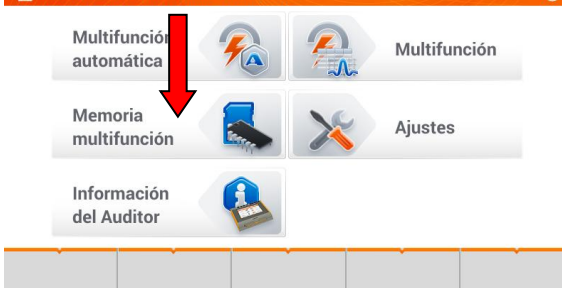 Multifunción
automática
Multifunción
Memoria
multifunción
Ajustes
Información
del Auditor